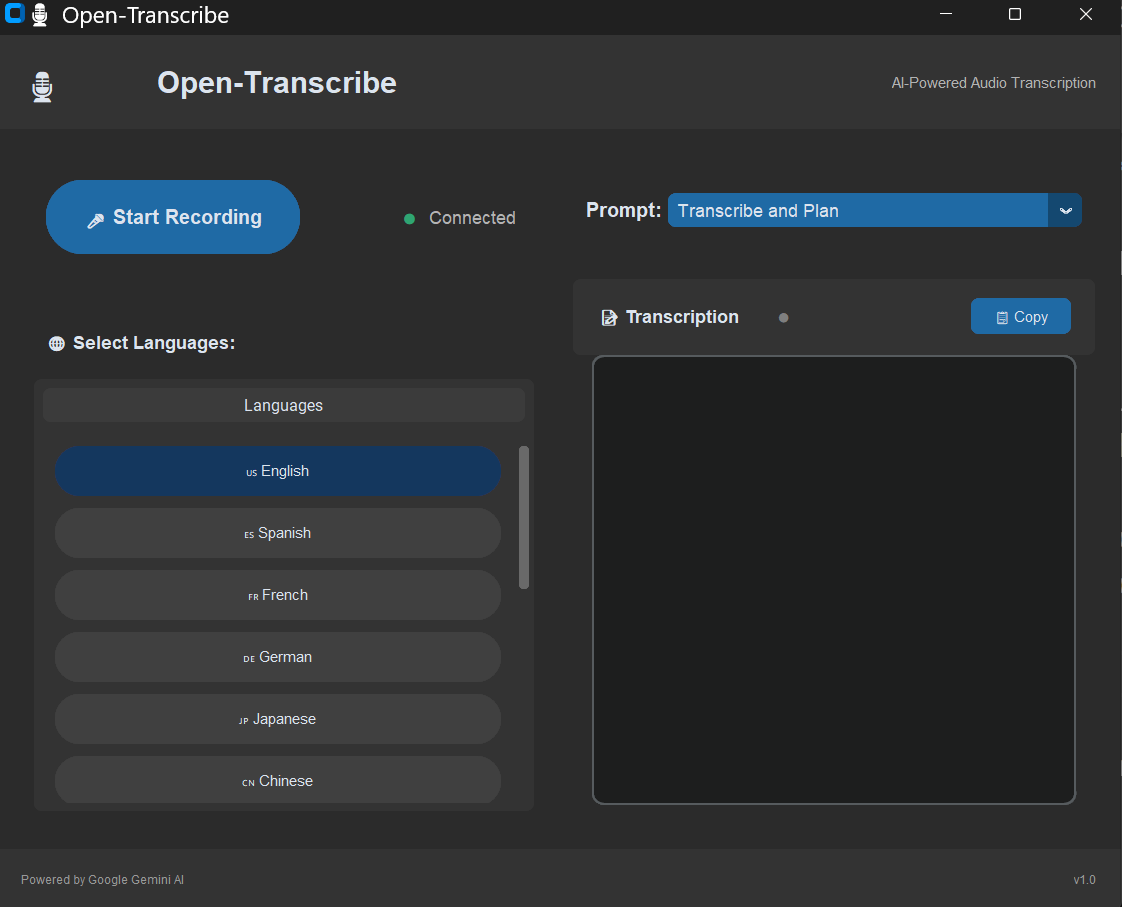 Open-Transcribe
Open-Transcribe
AI-Powered Audio Transcription
Start Recording
Connected
Prompt: Transcribe and Plan
Transcription
Copy
Select Languages:
Languages
US English
ES Spanish
FR French
DE German
JP Japanese
CN Chinese
Powered by Google Gemini AI
v1.0